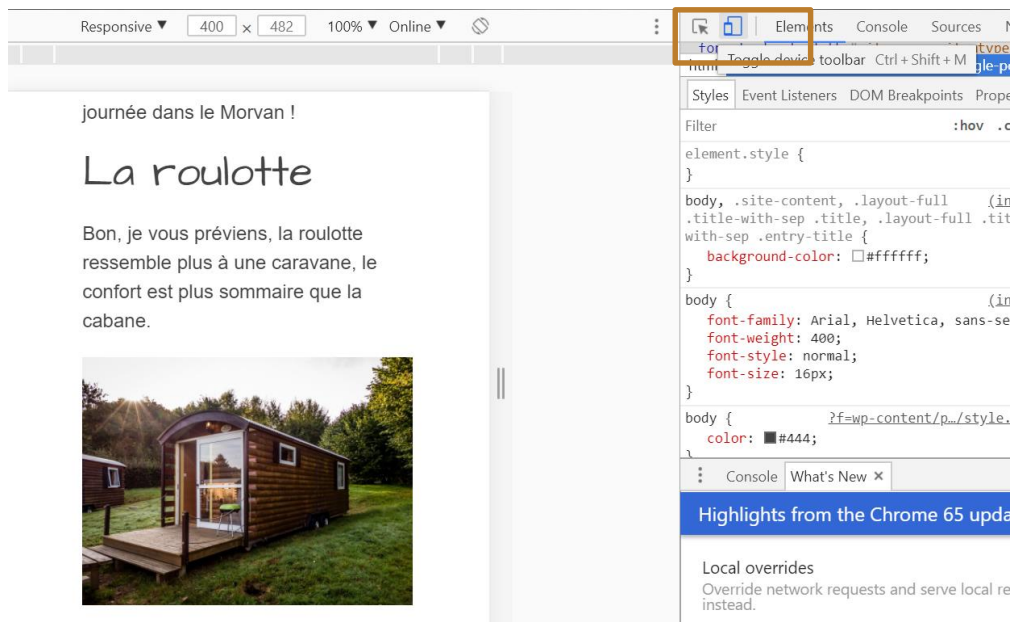 Responsive ▼ 400 × 482 100% ▼ Online ▼
Elements Console Sources
Toggle device toolbar Ctrl + Shift + M
Styles Event Listeners DOM Breakpoints
Filter :hov
element.style {
}
body, .site-content, .layout-full
.title-with-sep .title, .layout-full
with-sep .entry-title {
background-color: #ffffff;
}
body {
font-family: Arial, Helvetica,
font-weight: 400;
font-style: normal;
font-size: 16px;
}
body { ?f=wp-content/p…/style.
color: #444;
}
Console What's New ×
Highlights from the Chrome 65
Local overrides
Override network requests and serve local
instead.
journée dans le Morvan !
La roulotte
Bon, je vous préviens, la roulotte
ressemble plus à une caravane, le
confort est plus sommaire que la
cabane.